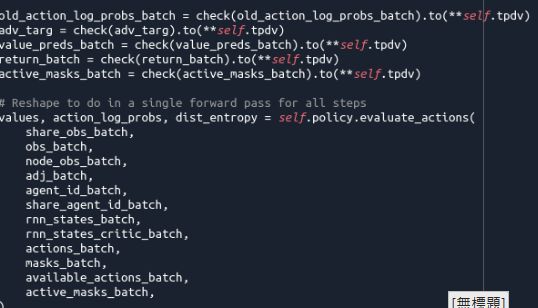 old_action_log_probs_batch = check(old_action_log_probs_batch).to(**self.tpdv)
adv_targ = check(adv_targ).to(**self.tpdv)
value_preds_batch = check(value_preds_batch).to(**self.tpdv)
return_batch = check(return_batch).to(**self.tpdv)
active_masks_batch = check(active_masks_batch).to(**self.tpdv)
# Reshape to do in a single forward pass for all steps
values, action_log_probs, dist_entropy = self.policy.evaluate_actions(
share_obs_batch,
obs_batch,
node_obs_batch,
adj_batch,
agent_id_batch,
share_agent_id_batch,
rnn_states_batch,
rnn_states_critic_batch,
actions_batch,
masks_batch,
available_actions_batch,
active_masks_batch,
)
[無標題]